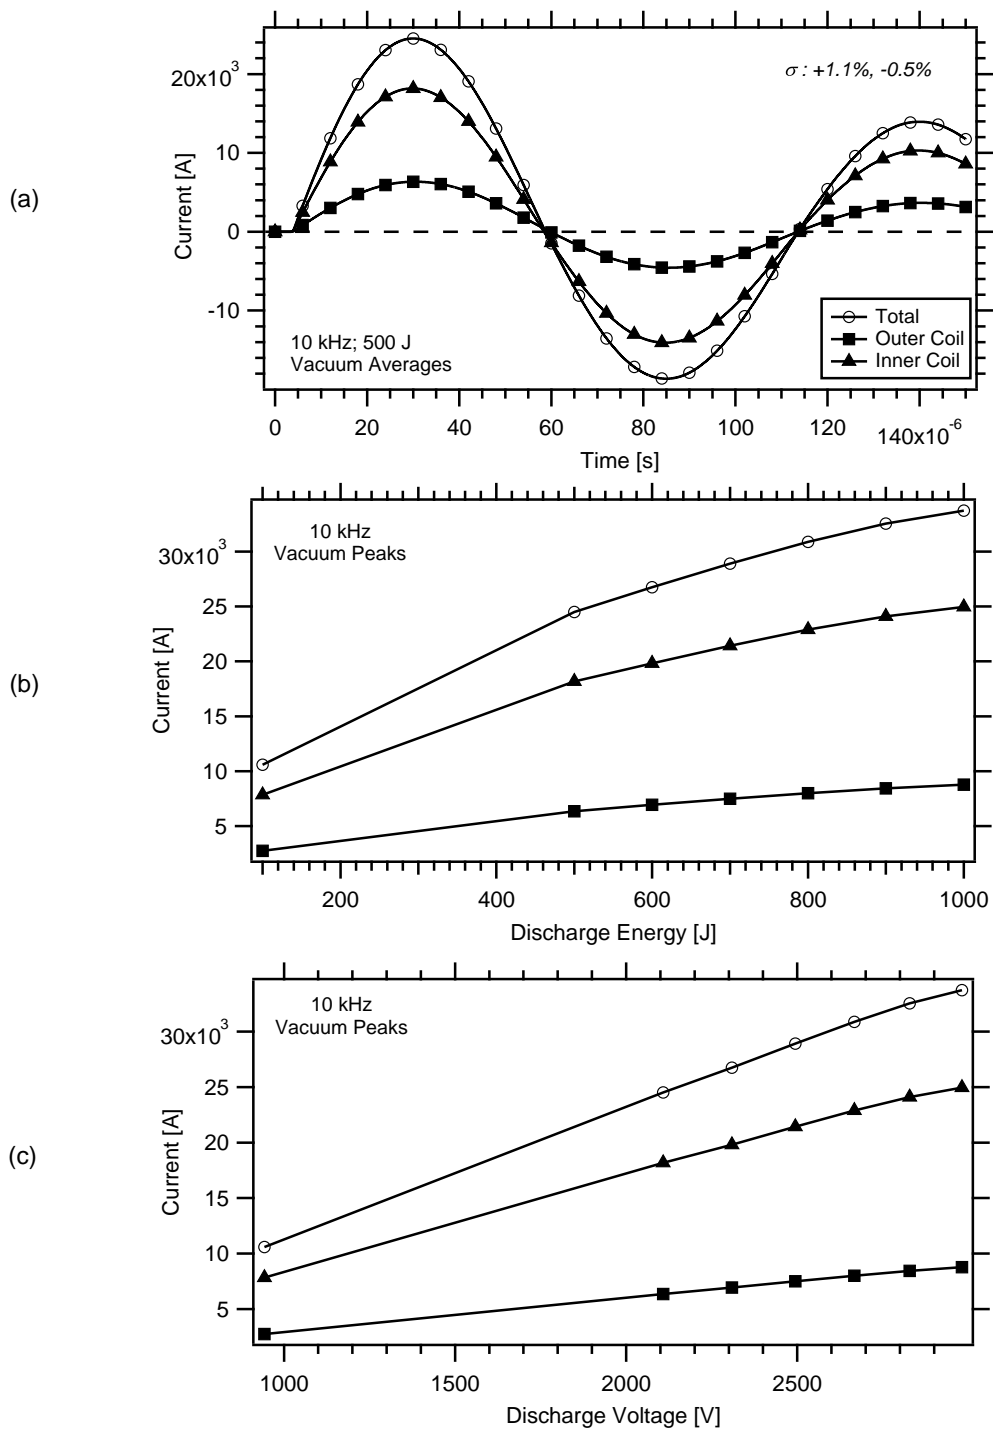 (a)
Current [A]
20x10³
10
0
-10
σ : +1.1%, -0.5%
10 kHz; 500 J
Vacuum Averages
Total
Outer Coil
Inner Coil
0 20 40 60 80 100 120 140x10⁻⁶
Time [s]
(b)
Current [A]
30x10³
25
20
15
10
5
10 kHz
Vacuum Peaks
200 400 600 800 1000
Discharge Energy [J]
(c)
Current [A]
30x10³
25
20
15
10
5
10 kHz
Vacuum Peaks
1000 1500 2000 2500
Discharge Voltage [V]